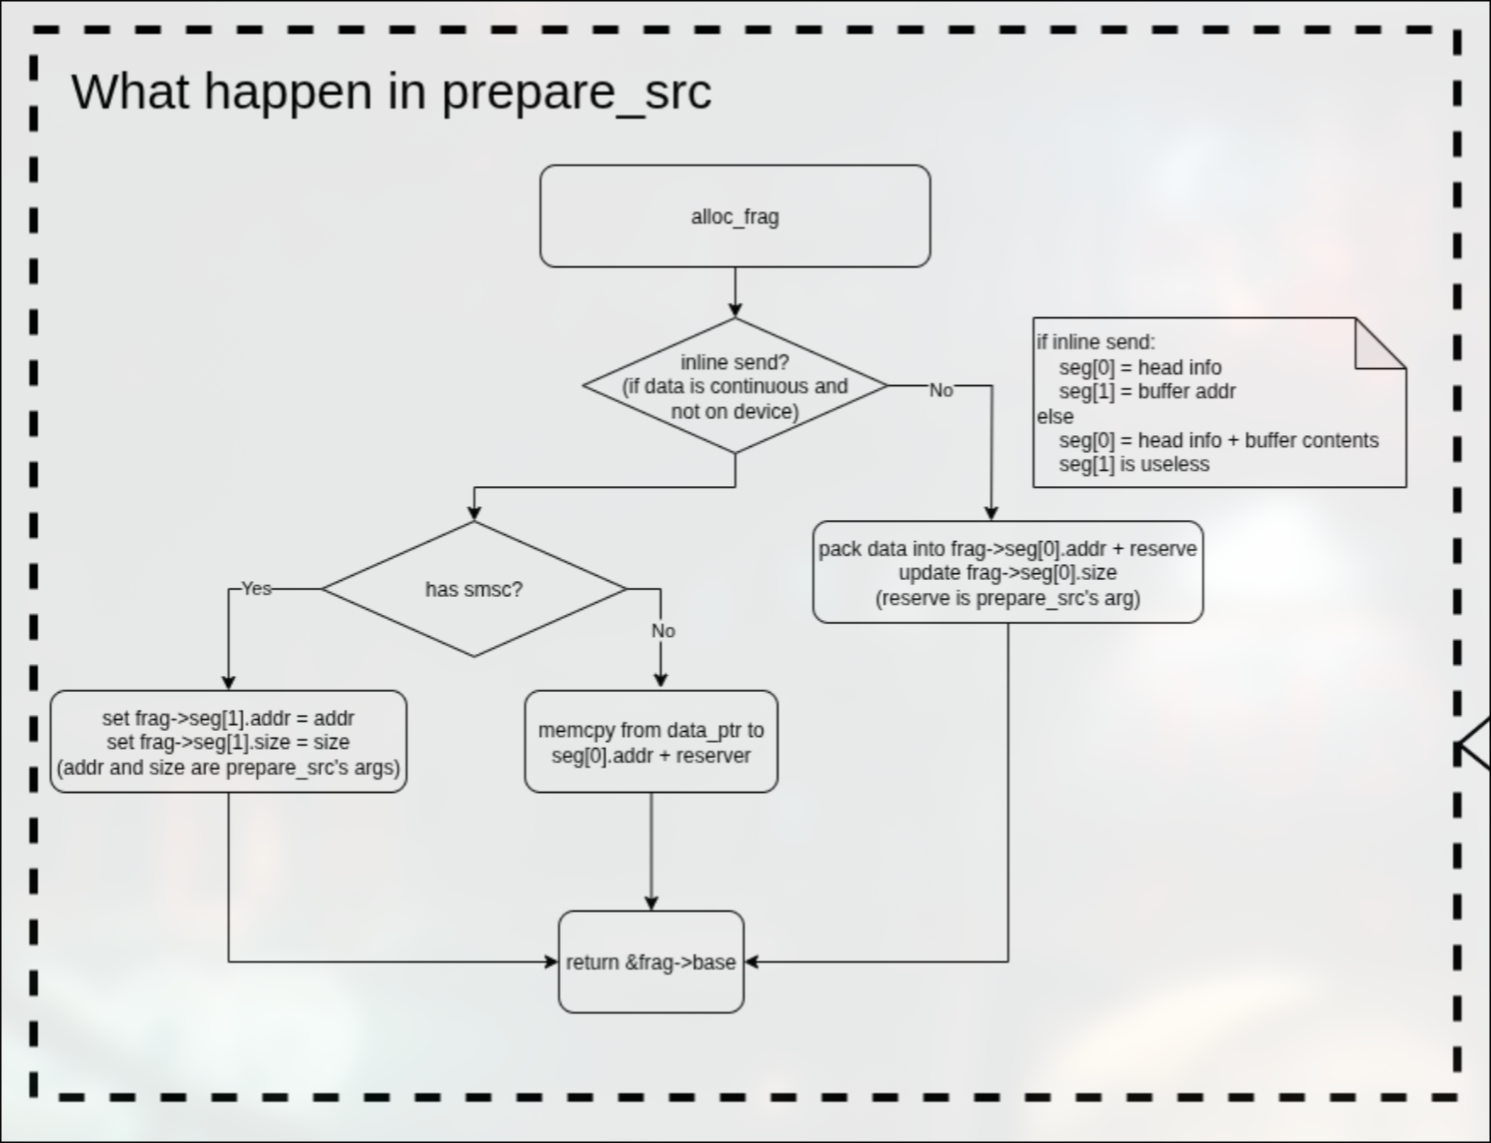 What happen in prepare_src
alloc_frag
inline send?
(if data is continuous and
not on device)
No
if inline send:
seg[0] = head info
seg[1] = buffer addr
else
seg[0] = head info + buffer contents
seg[1] is useless
pack data into frag->seg[0].addr + reserve
update frag->seg[0].size
(reserve is prepare_src's arg)
has smsc?
Yes
No
set frag->seg[1].addr = addr
set frag->seg[1].size = size
(addr and size are prepare_src's args)
memcpy from data_ptr to
seg[0].addr + reserver
return &frag->base